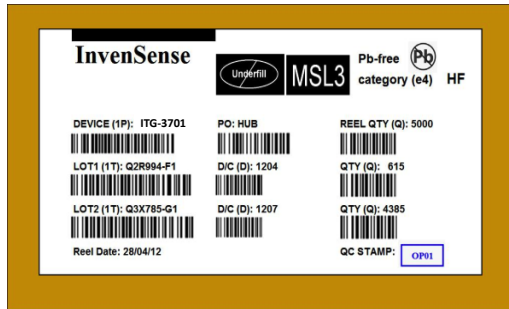 InvenSense
Underfill
MSL3
Pb-free
category (e4)
Pb
HF
DEVICE (1P): ITG-3701
PO: HUB
REEL QTY (Q): 5000
LOT1 (1T): Q2R994-F1
D/C (D): 1204
QTY (Q): 615
LOT2 (1T): Q3X785-G1
D/C (D): 1207
QTY (Q): 4385
Reel Date: 28/04/12
QC STAMP: OP01